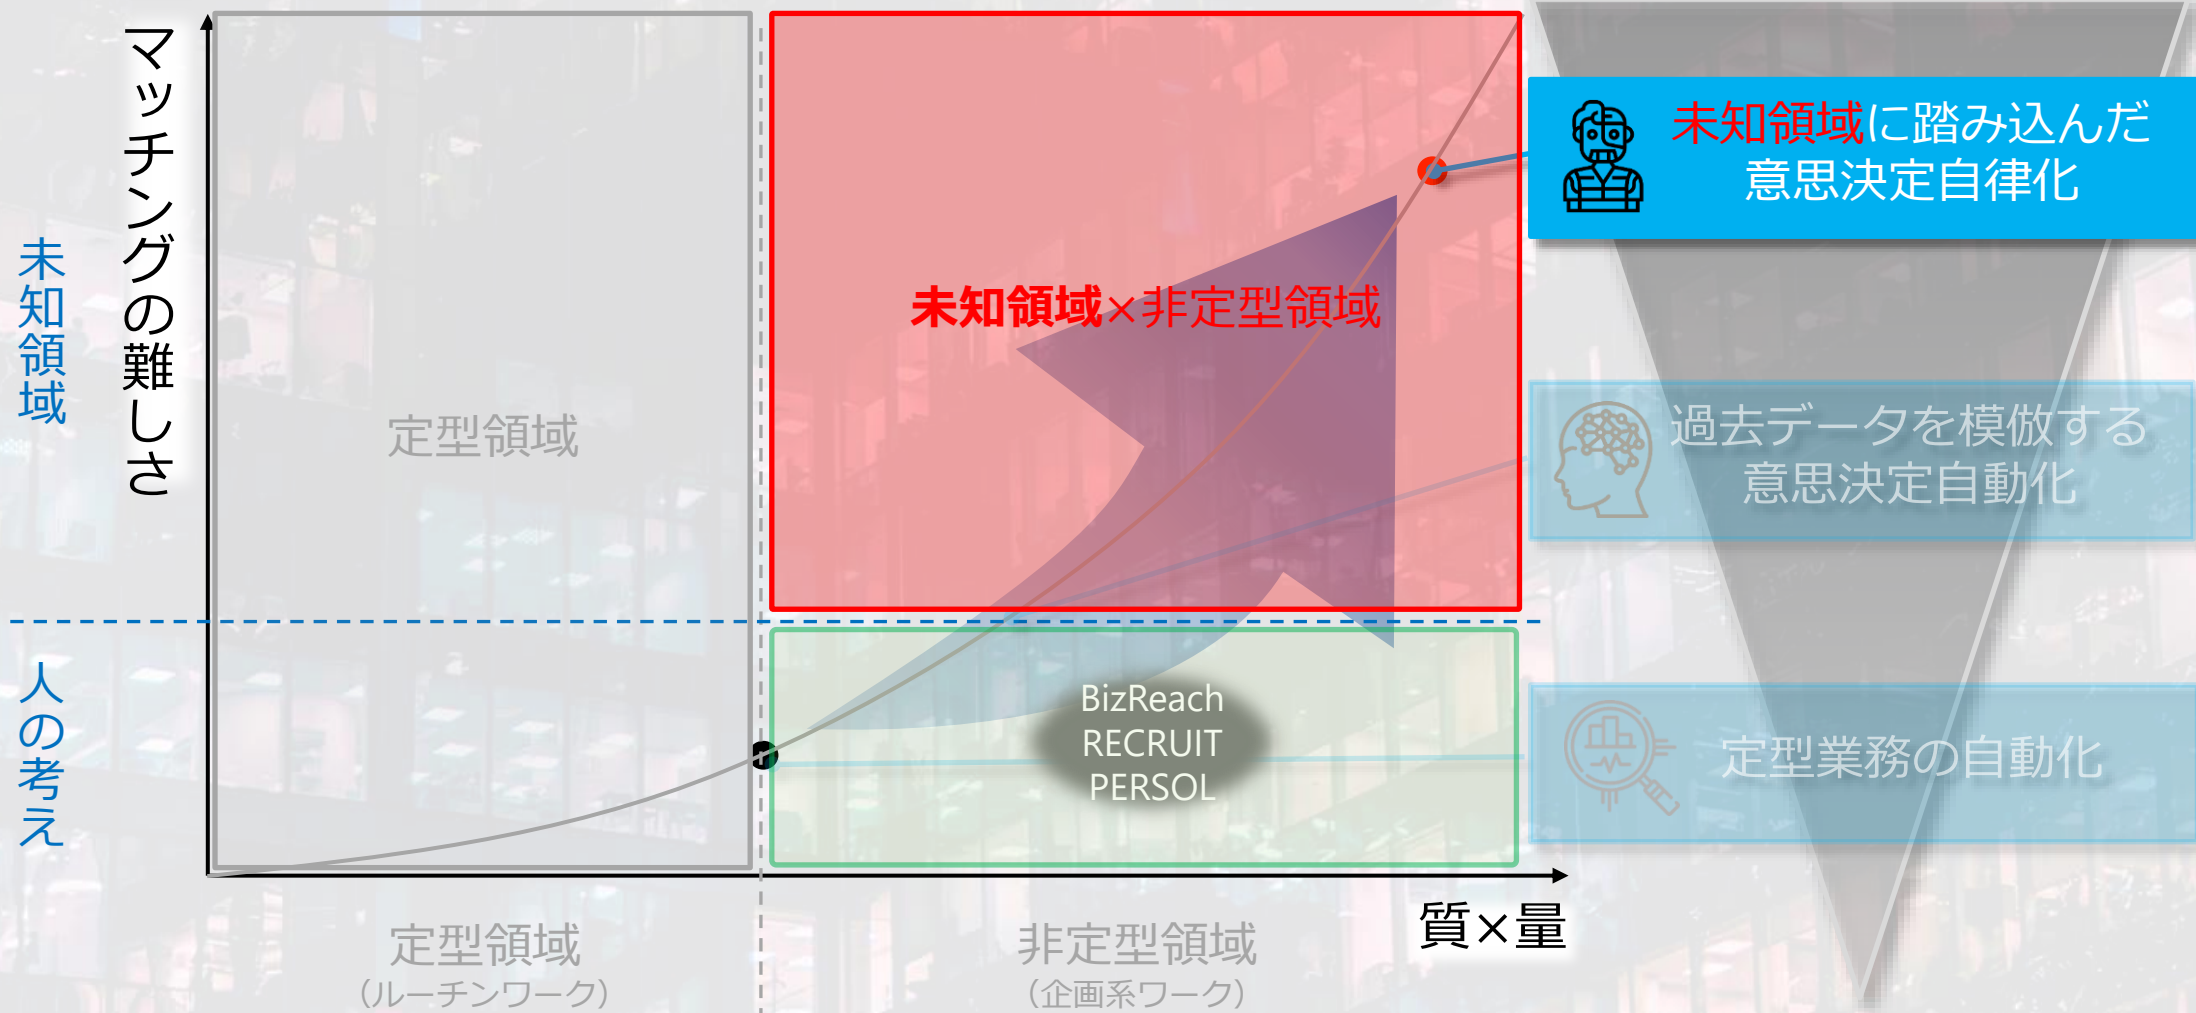 マッチングの難しさ
未知領域
人の考え
定型領域
未知領域×非定型領域
BizReach
RECRUIT
PERSOL
未知領域に踏み込んだ
意思決定自律化
過去データを模倣する
意思決定自動化
定型業務の自動化
質×量
定型領域
（ルーチンワーク）
非定型領域
（企画系ワーク）